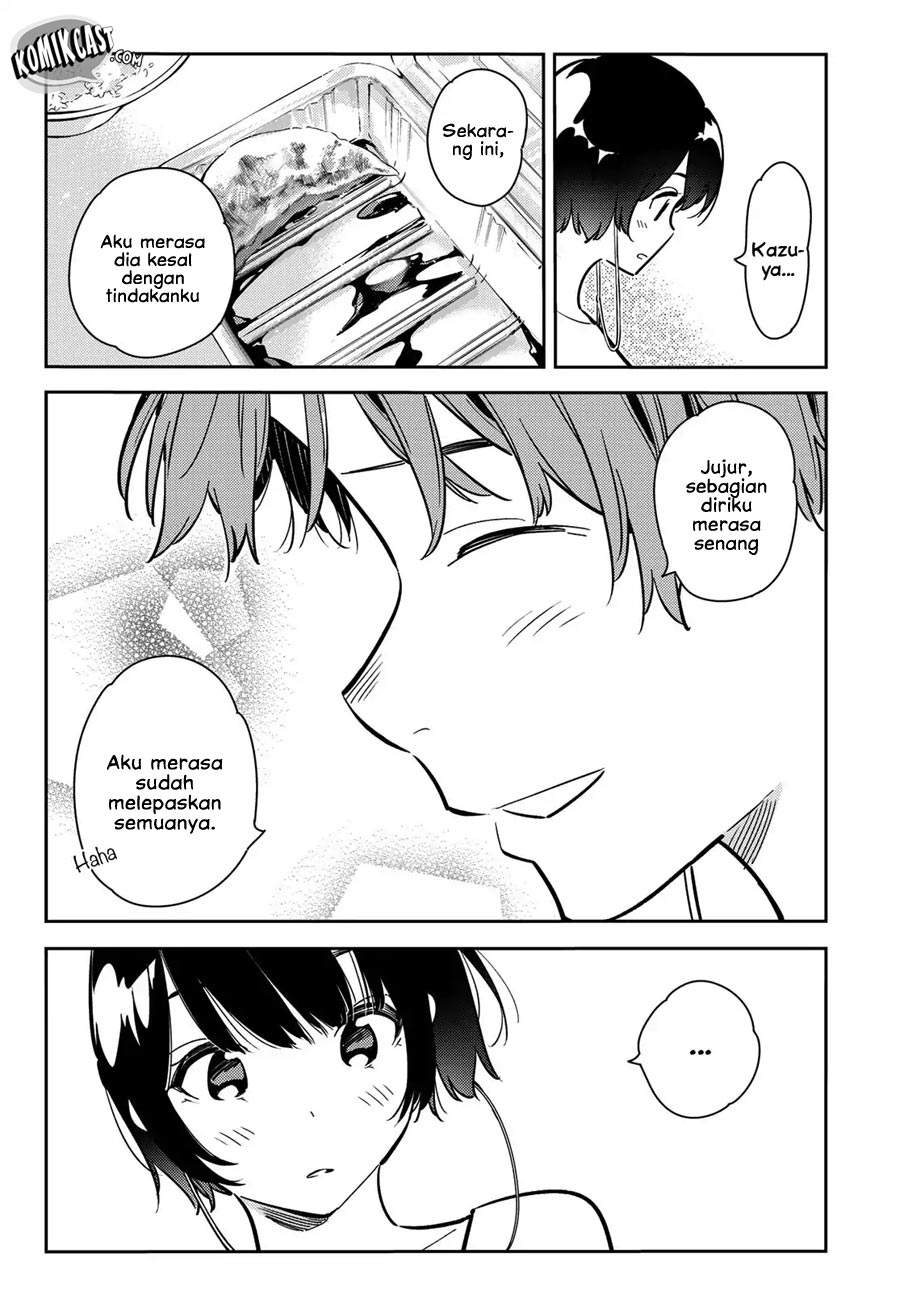 KOMIKCAST
.COM
Kazu-
ya...
Sekara-
ng ini,
Aku merasa
dia kesal
dengan
tindakanku
Jujur,
sebagian
diriku
merasa
senang
Aku merasa
sudah
melepaskan
semuanya.
Haha
...